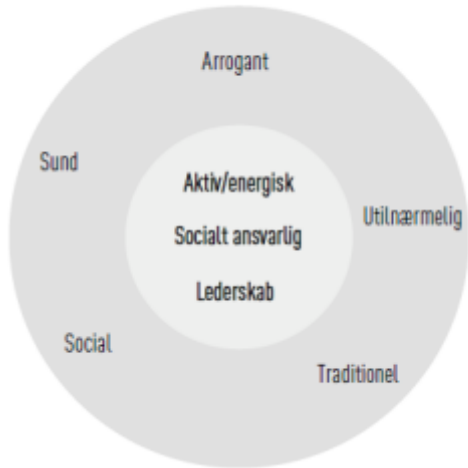 Arrogant
Sund
Aktiv/energisk
Utilnærmelig
Socialt ansvarlig
Lederskab
Social
Traditionel